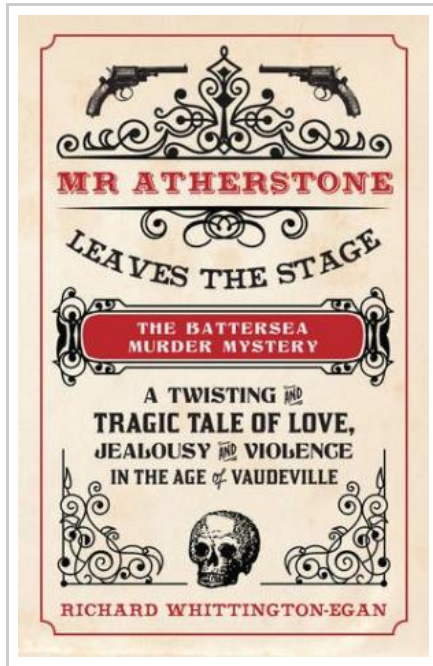 MR ATHERSTONE
LEAVES THE STAGE
THE BATTERSEA
MURDER MYSTERY
A TWISTING AND
TRAGIC TALE OF LOVE,
JEALOUSY AND VIOLENCE
IN THE AGE of VAUDEVILLE
RICHARD WHITTINGTON-EGAN